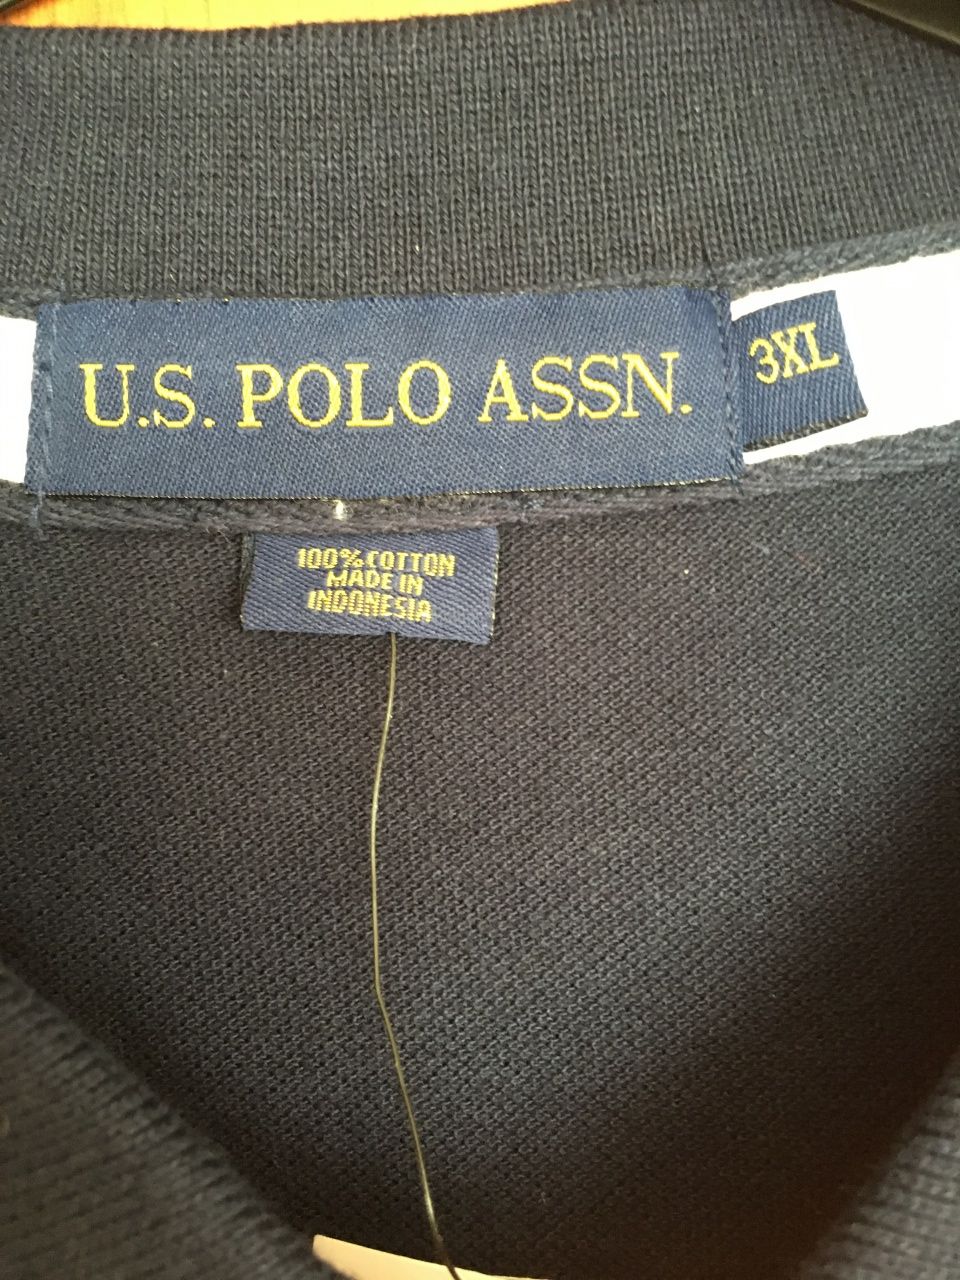 U.S. POLO ASSN.
3XL
100% COTTON
MADE IN
INDONESIA